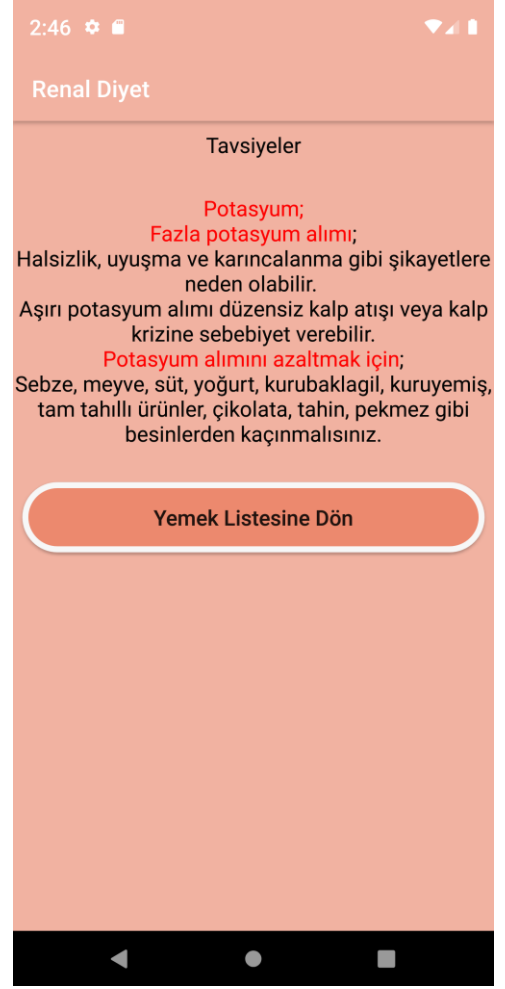 2:46
Renal Diyet
Tavsiyeler
Potasyum;
Fazla potasyum alımı;
Halsizlik, uyuşma ve karıncalanma gibi şikayetlere
neden olabilir.
Aşırı potasyum alımı düzensiz kalp atışı veya kalp
krizine sebebiyet verebilir.
Potasyum alımını azaltmak için;
Sebze, meyve, süt, yoğurt, kurubaklagil, kuruyemiş,
tam tahıllı ürünler, çikolata, tahin, pekmez gibi
besinlerden kaçınmalısınız.
Yemek Listesine Dön